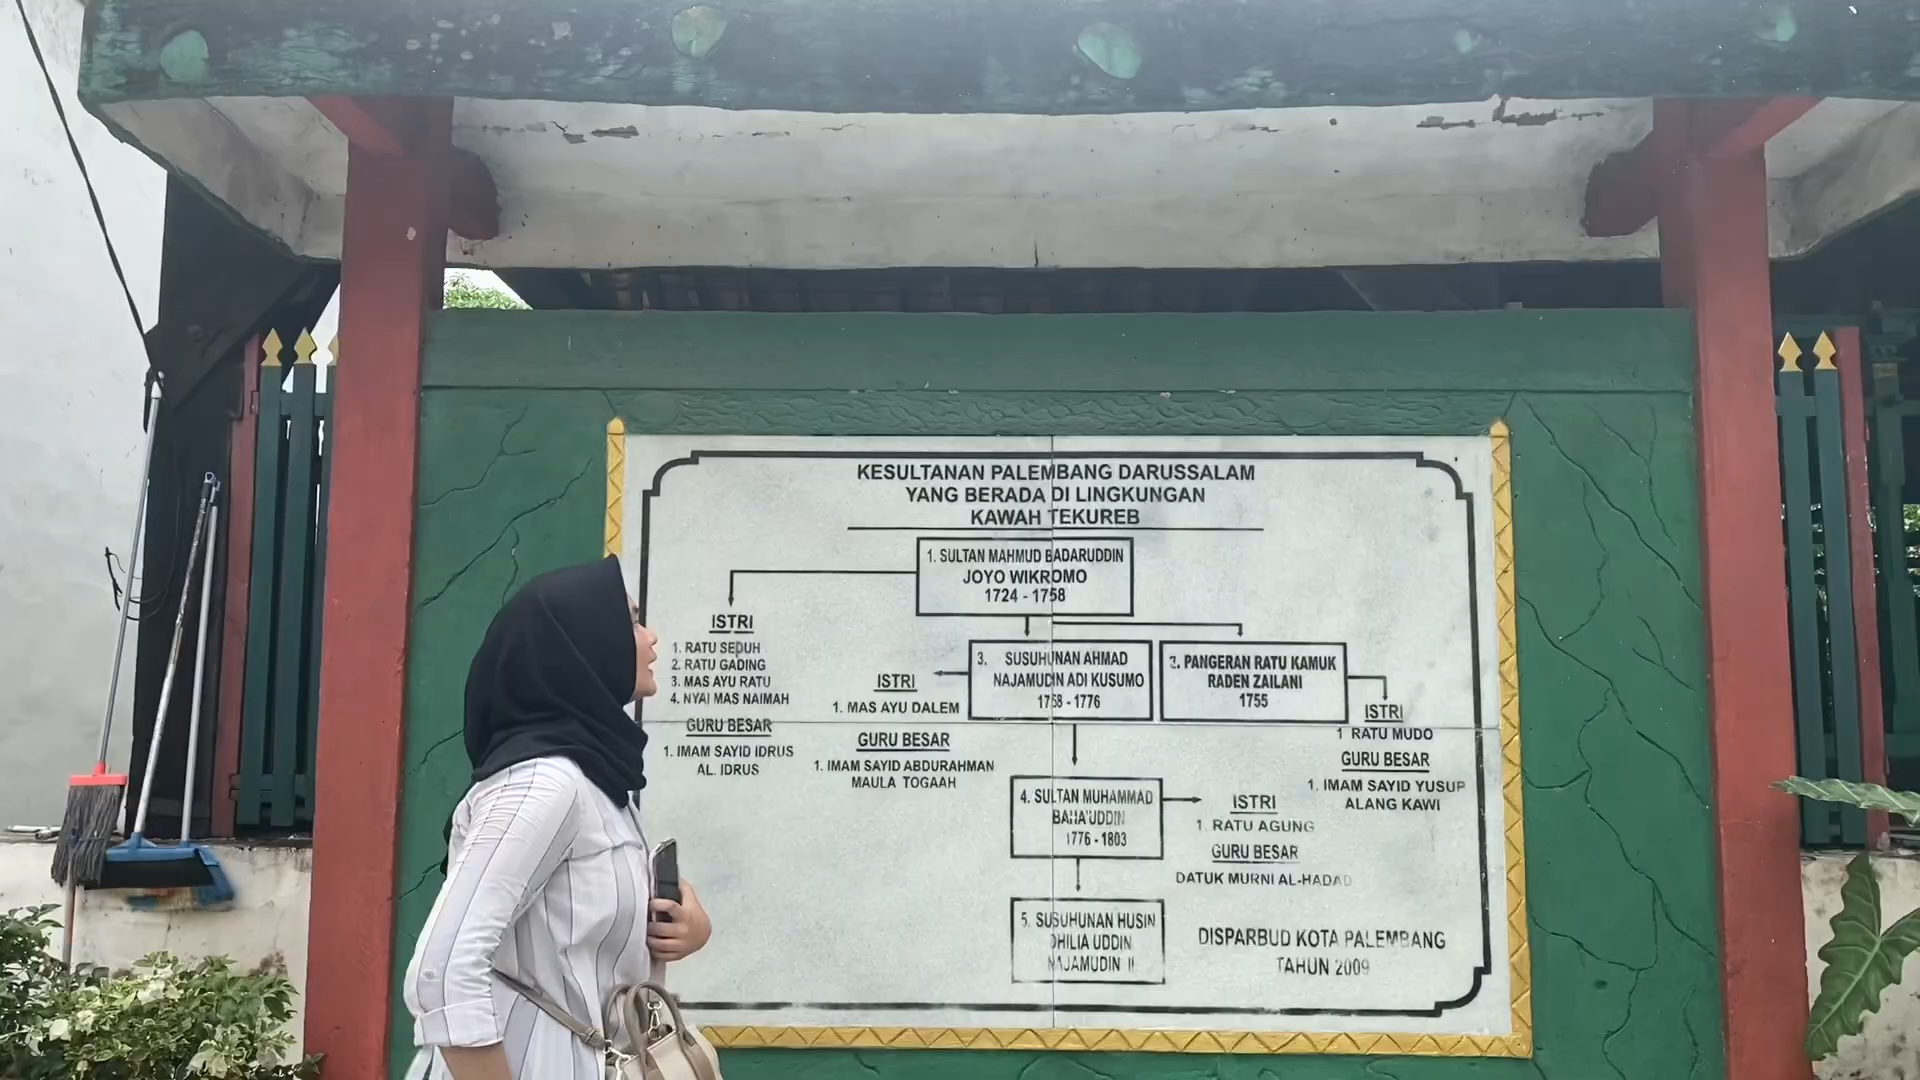 KESULTANAN PALEMBANG DARUSSALAM
YANG BERADA DI LINGKUNGAN
KAWAH TEKUREB
1. SULTAN MAHMUD BADARUDDIN
JOYO WIKROMO
1724 - 1758
ISTRI
1. RATU SEDUH
2. RATU GADING
3. MAS AYU RATU
4. NYAI MAS NAIMAH
GURU BESAR
1. IMAM SAYID IDRUS
AL. IDRUS
3. SUSUHUNAN AHMAD
NAJAMUDIN ADI KUSUMO
1758 - 1776
ISTRI
1. MAS AYU DALEM
GURU BESAR
1. IMAM SAYID ABDURAHMAN
MAULA TOGAAH
2. PANGERAN RATU KAMUK
RADEN ZAILANI
1755
ISTRI
1 RATU MUDO
GURU BESAR
1. IMAM SAYID YUSUP
ALANG KAWI
4. SULTAN MUHAMMAD
BAHA'UDDIN
1776 - 1803
ISTRI
1. RATU AGUNG
GURU BESAR
DATUK MURNI AL-HADAD
5. SUSUHUNAN HUSIN
DHILIA UDDIN
NAJAMUDIN II
DISPARBUD KOTA PALEMBANG
TAHUN 2009